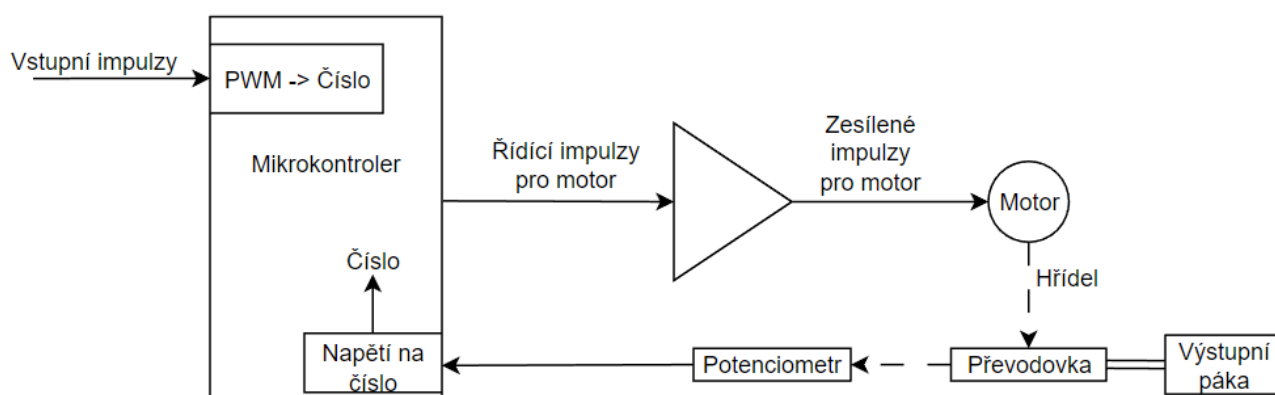 Vstupní impulzy
PWM -> Číslo
Mikrokontroler
Řídící impulzy
pro motor
Zesílené
impulzy
pro motor
Motor
Hřídel
Číslo
Napětí na
číslo
Potenciometr
Převodovka
Výstupní
páka